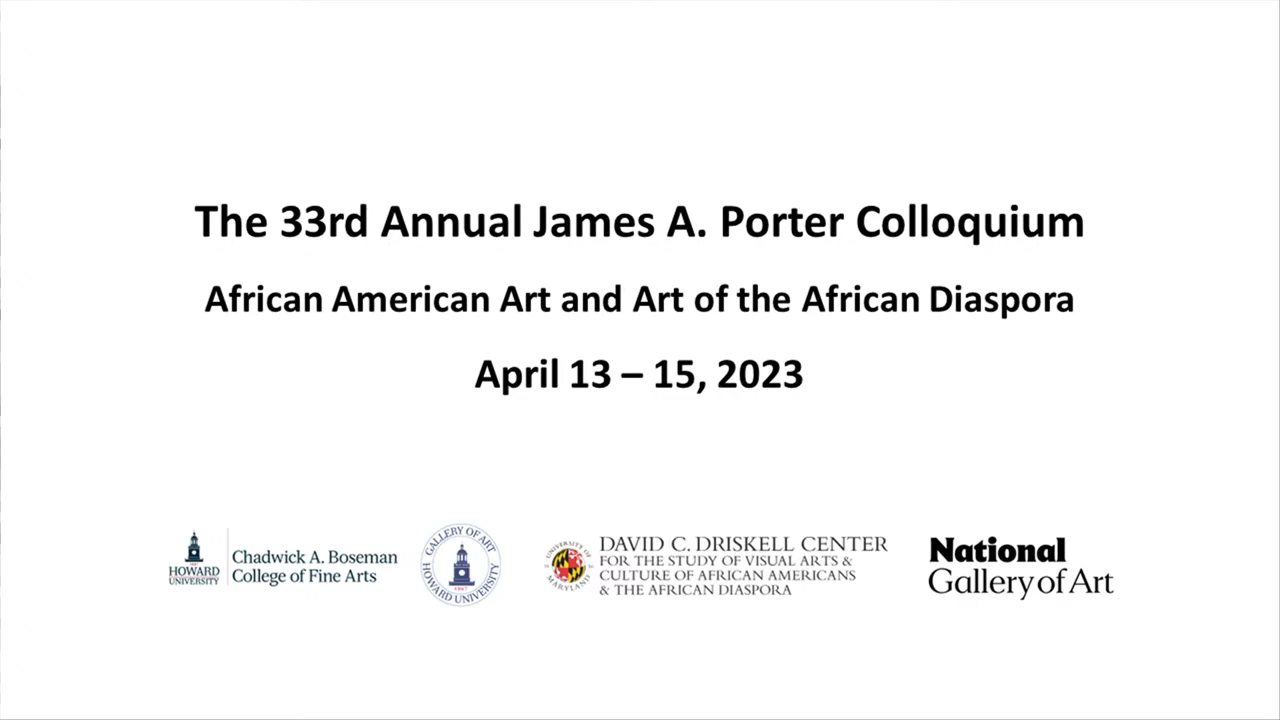 The 33rd Annual James A. Porter Colloquium
African American Art and Art of the African Diaspora
April 13 – 15, 2023
HOWARD
UNIVERSITY
Chadwick A. Boseman
College of Fine Arts
GALLERY OF ART
HOWARD UNIVERSITY
1867
UNIVERSITY OF
MARYLAND
DAVID C. DRISKELL CENTER
FOR THE STUDY OF VISUAL ARTS &
CULTURE OF AFRICAN AMERICANS
& THE AFRICAN DIASPORA
National
Gallery of Art